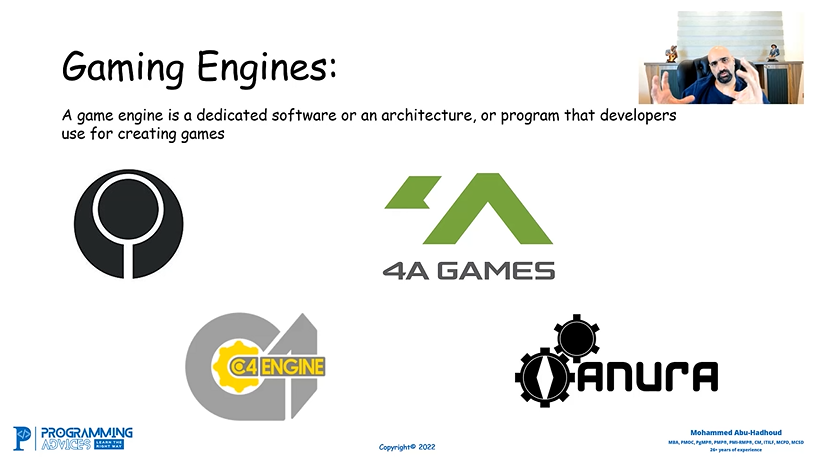 Gaming Engines:
A game engine is a dedicated software or an architecture, or program that developers
use for creating games
4A GAMES
C4 ENGINE
ANURA
PROGRAMMING
ADVICES LEARN THE
RIGHT WAY
Copyright© 2022
Mohammed Abu-Hadhoud
MBA, PMOC, PgMP®, PMP®, PMI-RMP®, CM, ITILF, MCPD, MCSD
26+ years of experience